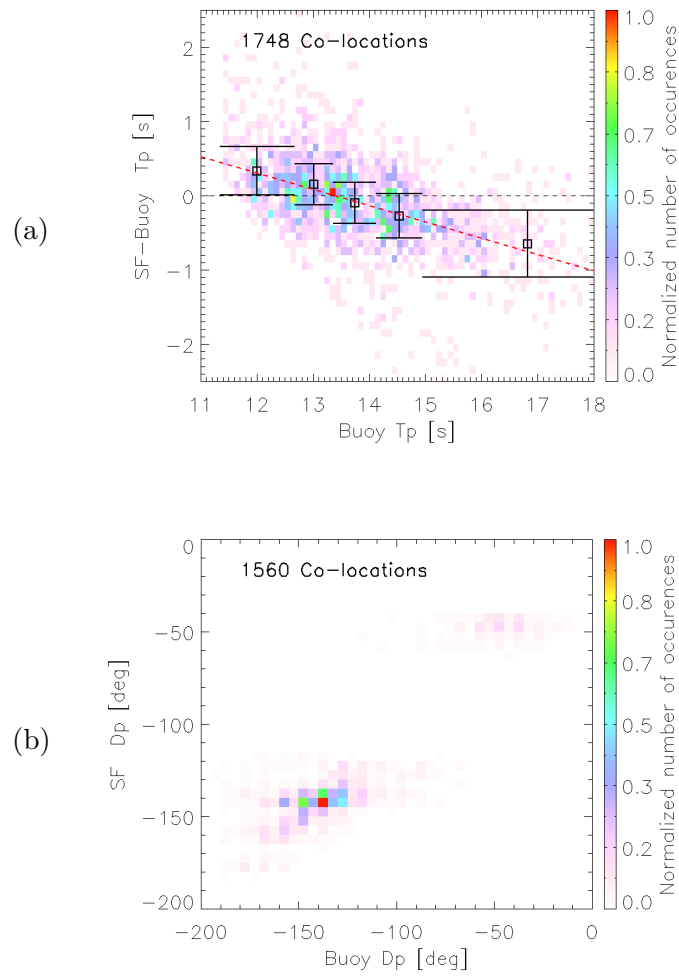 (a)
1748 Co-locations
2
1
0
-1
-2
SF-Buoy Tp [s]
11 12 13 14 15 16 17 18
Buoy Tp [s]
1.0
0.8
0.7
0.5
0.3
0.2
0.0
Normalized number of occurences
(b)
1560 Co-locations
0
-50
-100
-150
-200
SF Dp [deg]
-200 -150 -100 -50 0
Buoy Dp [deg]
1.0
0.8
0.7
0.5
0.3
0.2
0.0
Normalized number of occurences